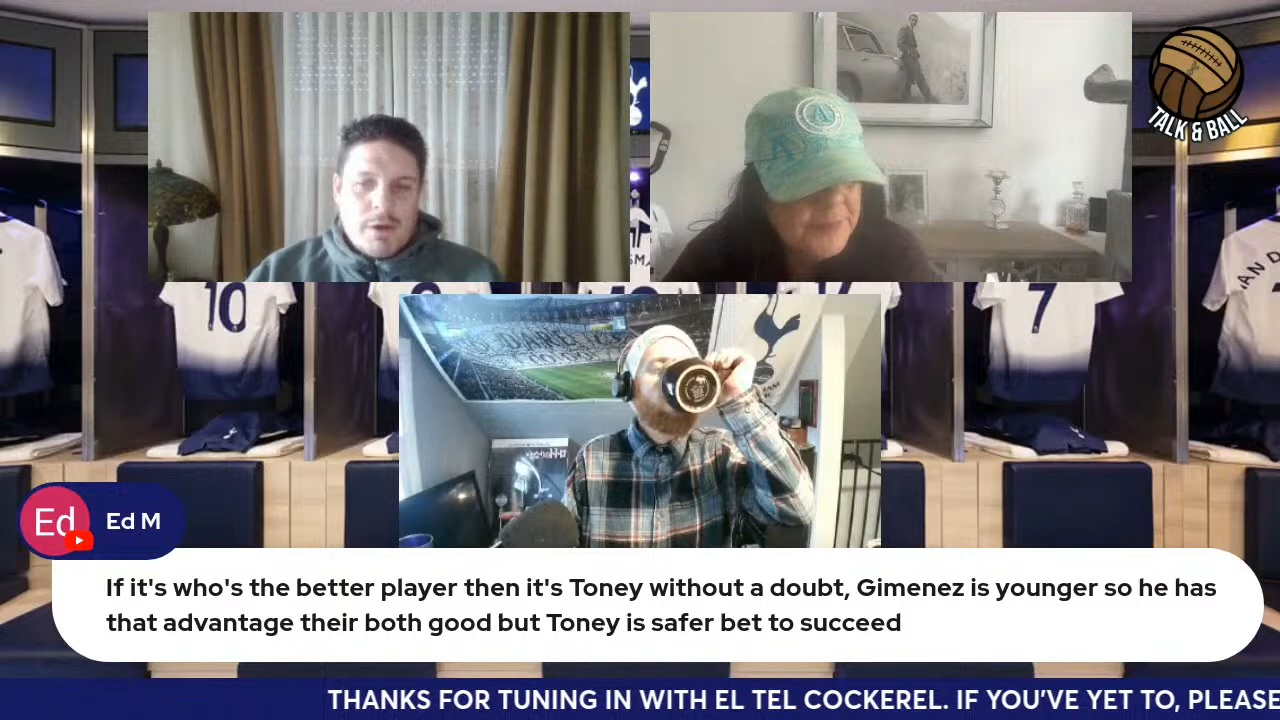 TALK & BALL
10
7
Ed
Ed M
If it's who's the better player then it's Toney without a doubt, Gimenez is younger so he has
that advantage their both good but Toney is safer bet to succeed
THANKS FOR TUNING IN WITH EL TEL COCKEREL. IF YOU'VE YET TO, PLEASE